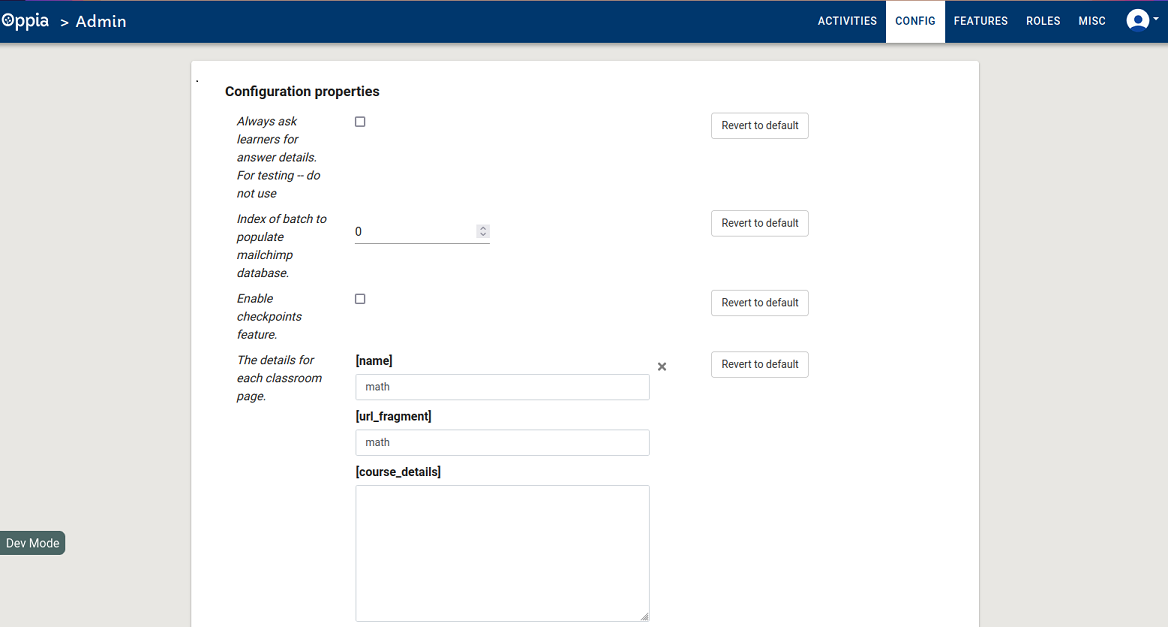 Oppia > Admin
ACTIVITIES CONFIG FEATURES ROLES MISC
.
Configuration properties
Always ask
learners for
answer details.
For testing -- do
not use
Revert to default
Index of batch to
populate
mailchimp
database.
0
Revert to default
Enable
checkpoints
feature.
Revert to default
The details for
each classroom
page.
[name]
Revert to default
math
[url_fragment]
math
[course_details]
Dev Mode